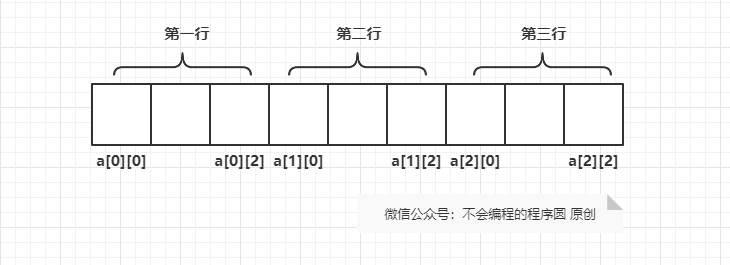 第一行 第二行 第三行
a[0][0] a[0][2] a[1][0] a[1][2] a[2][0] a[2][2]
微信公众号：不会编程的程序圆 原创